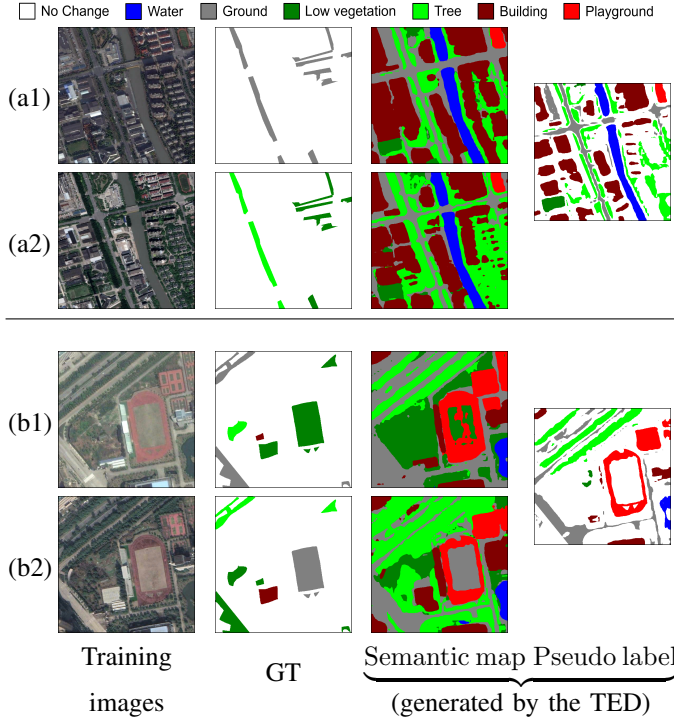 No Change Water Ground Low vegetation Tree Building Playground
(a1)
(a2)
(b1)
(b2)
Training images
GT
Semantic map Pseudo label
(generated by the TED)